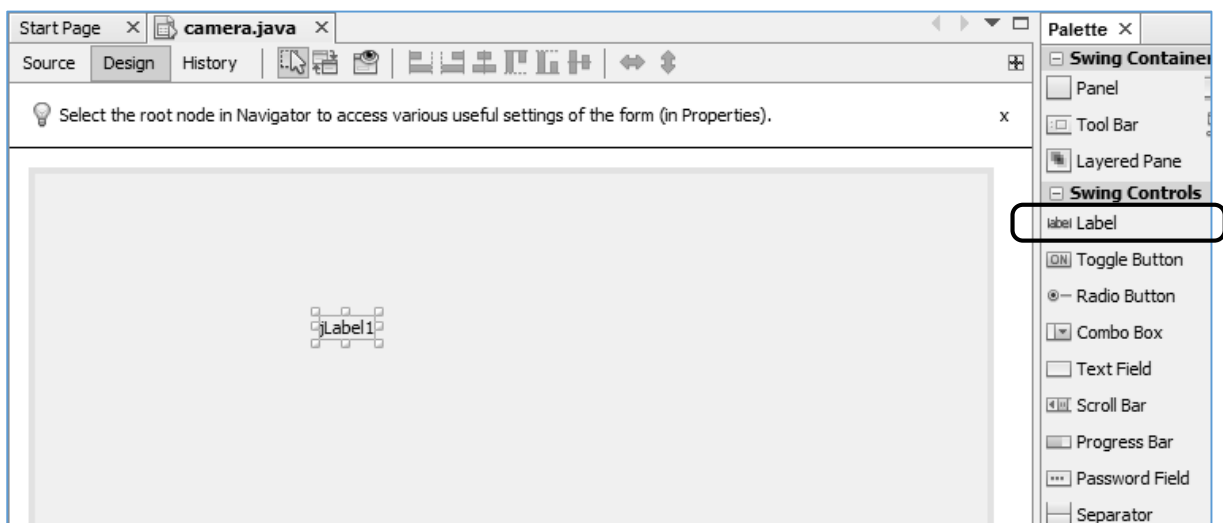 Start Page camera.java
Source Design History
Select the root node in Navigator to access various useful settings of the form (in Properties). x
jLabel1
Palette
Swing Container
Panel
Tool Bar
Layered Pane
Swing Controls
label Label
ON Toggle Button
Radio Button
Combo Box
Text Field
Scroll Bar
Progress Bar
Password Field
Separator